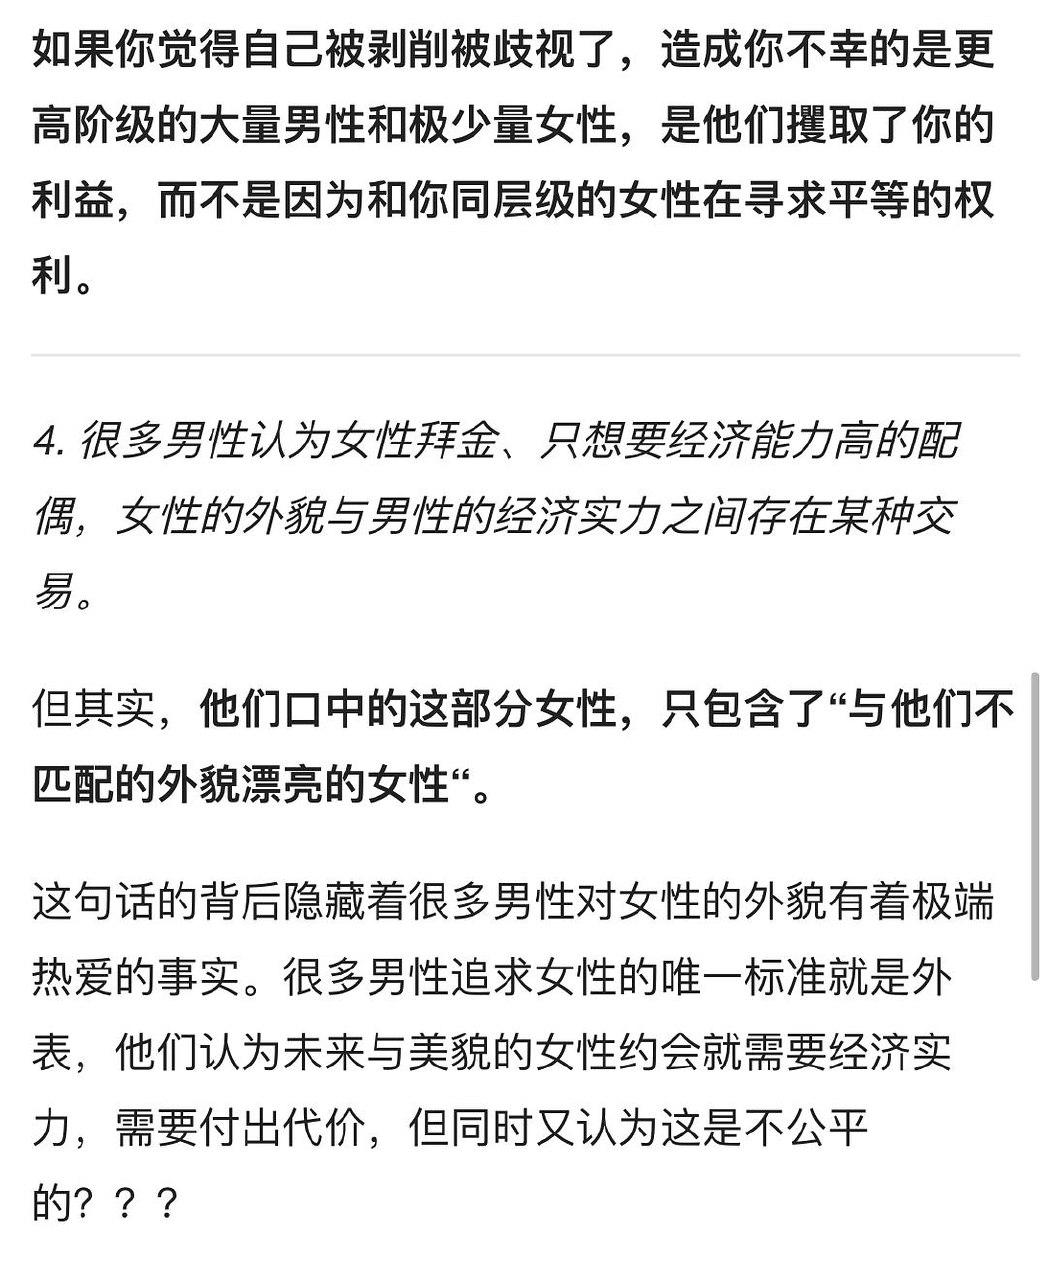 如果你觉得自己被剥削被歧视了，造成你不幸的是更
高阶级的大量男性和极少量女性，是他们攫取了你的
利益，而不是因为和你同层级的女性在寻求平等的权
利。
4. 很多男性认为女性拜金、只想要经济能力高的配
偶，女性的外貌与男性的经济实力之间存在某种交
易。
但其实，他们口中的这部分女性，只包含了“与他们不
匹配的外貌漂亮的女性“。
这句话的背后隐藏着很多男性对女性的外貌有着极端
热爱的事实。很多男性追求女性的唯一标准就是外
表，他们认为未来与美貌的女性约会就需要经济实
力，需要付出代价，但同时又认为这是不公平
的？？？